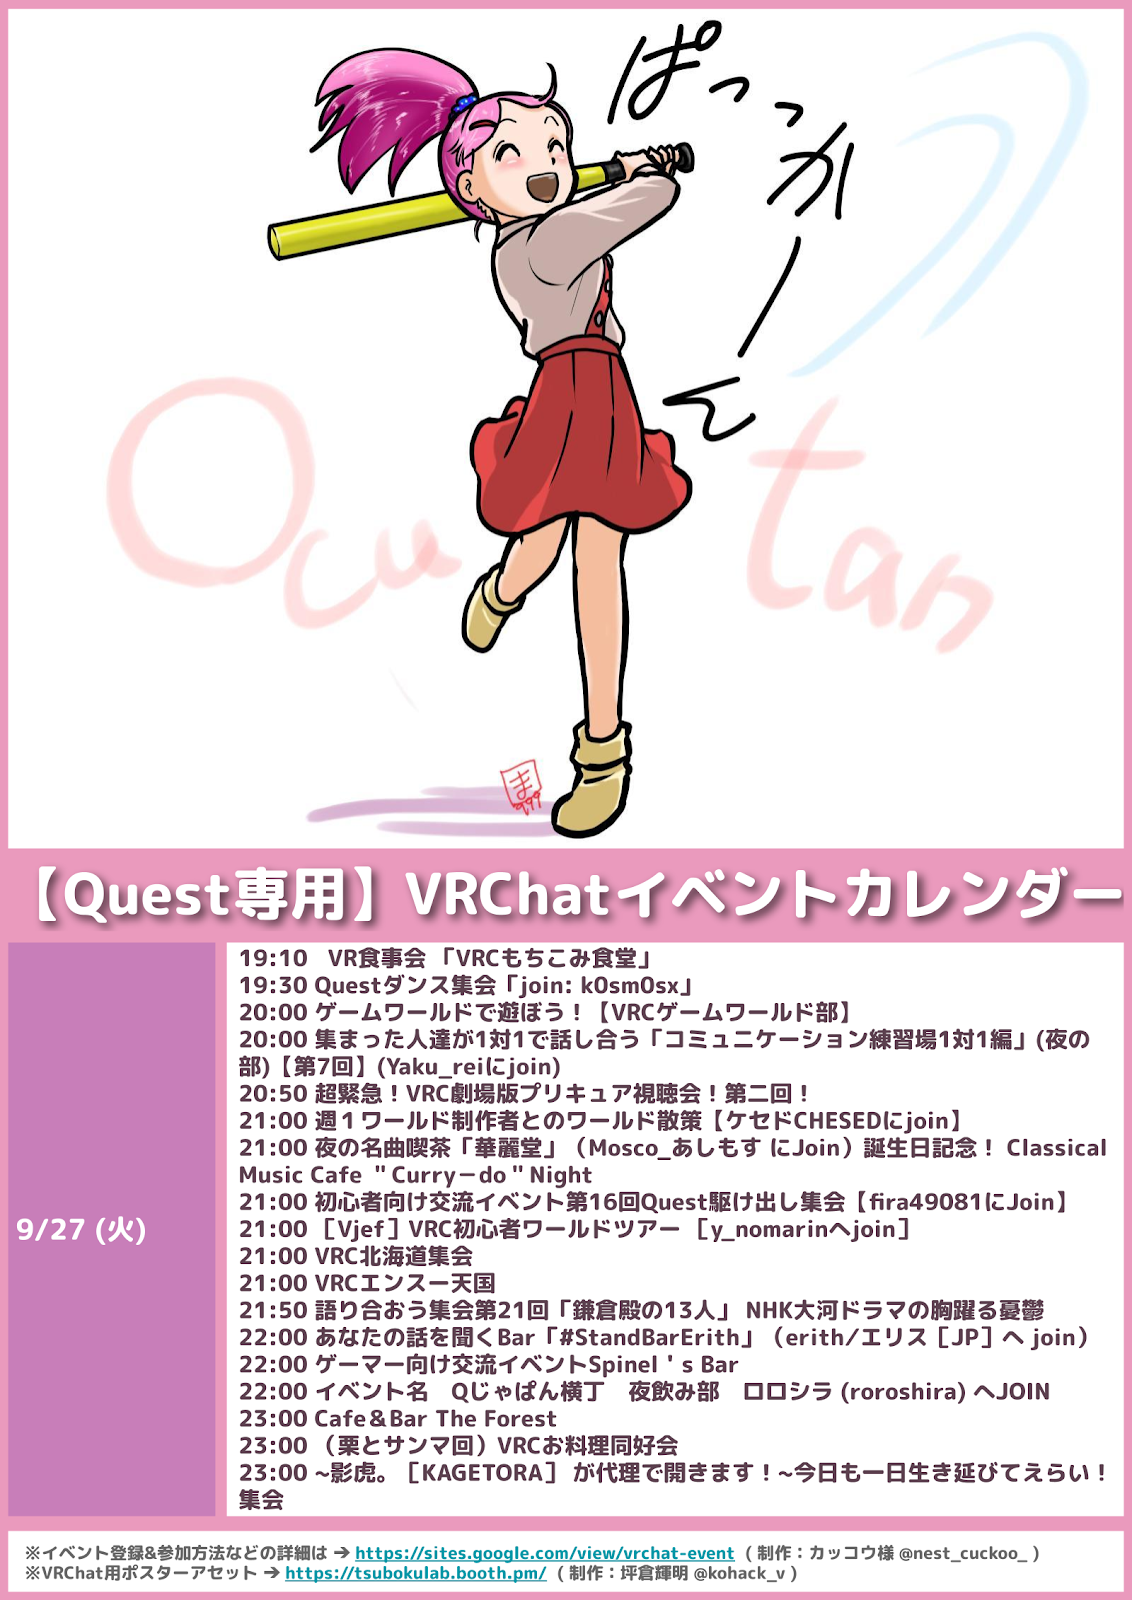 ぱっっかーん
Ocu tan
ま
999
【Quest専用】VRChatイベントカレンダー
9/27 (火)
19:10　VR食事会 「VRCもちこみ食堂」
19:30 Questダンス集会「join: k0sm0sx」
20:00 ゲームワールドで遊ぼう！【VRCゲームワールド部】
20:00 集まった人達が1対1で話し合う「コミュニケーション練習場1対1編」(夜の
部)【第7回】(Yaku_reiにjoin)
20:50 超緊急！VRC劇場版プリキュア視聴会！第二回！
21:00 週１ワールド制作者とのワールド散策【ケセドCHESEDにjoin】
21:00 夜の名曲喫茶「華麗堂」（Mosco_あしもす にJoin）誕生日記念！ Classical
Music Cafe ＂Curry－do＂Night
21:00 初心者向け交流イベント第16回Quest駆け出し集会【fira49081にJoin】
21:00 ［Vjef］VRC初心者ワールドツアー ［y_nomarinへjoin］
21:00 VRC北海道集会
21:00 VRCエンスー天国
21:50 語り合おう集会第21回「鎌倉殿の13人」 NHK大河ドラマの胸躍る憂鬱
22:00 あなたの話を聞くBar「#StandBarErith」（erith/エリス［JP］へ join）
22:00 ゲーマー向け交流イベントSpinel＇s Bar
22:00 イベント名　Qじゃぱん横丁　夜飲み部　ロロシラ (roroshira) へJOIN
23:00 Cafe＆Bar The Forest
23:00 （栗とサンマ回）VRCお料理同好会
23:00 ~影虎。［KAGETORA］ が代理で開きます！~今日も一日生き延びてえらい！
集会
※イベント登録&参加方法などの詳細は → https://sites.google.com/view/vrchat-event （ 制作：カッコウ様 @nest_cuckoo_ ）
※VRChat用ポスターアセット → https://tsubokulab.booth.pm/ （ 制作：坪倉輝明 @kohack_v ）